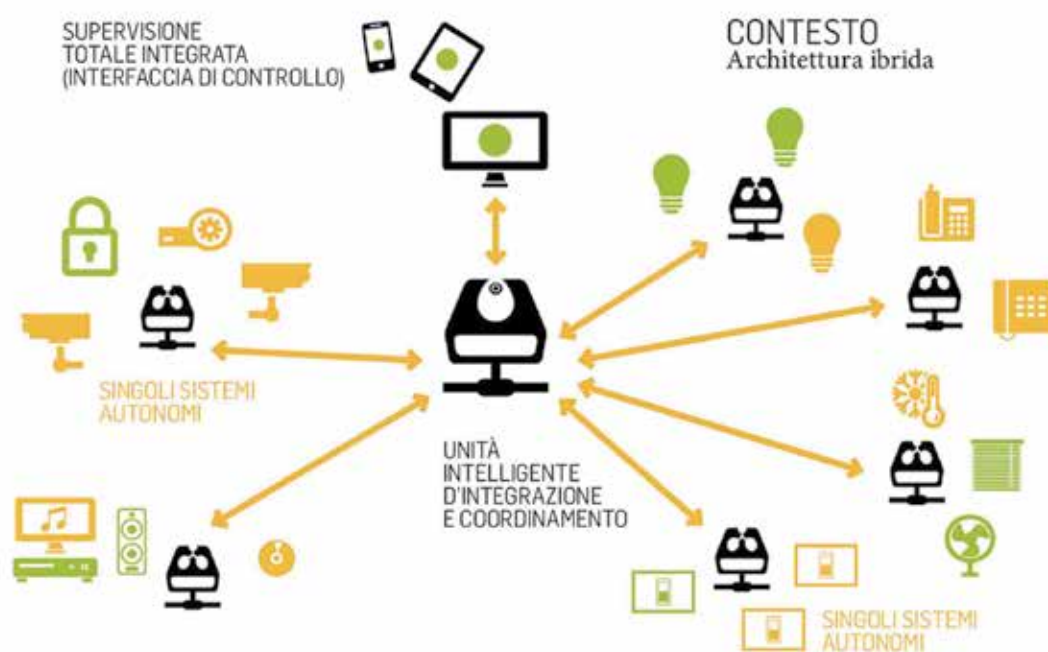 SUPERVISIONE
TOTALE INTEGRATA
(INTERFACCIA DI CONTROLLO)
CONTESTO
Architettura ibrida
SINGOLI SISTEMI
AUTONOMI
UNITÀ
INTELLIGENTE
D'INTEGRAZIONE
E COORDINAMENTO
SINGOLI SISTEMI
AUTONOMI